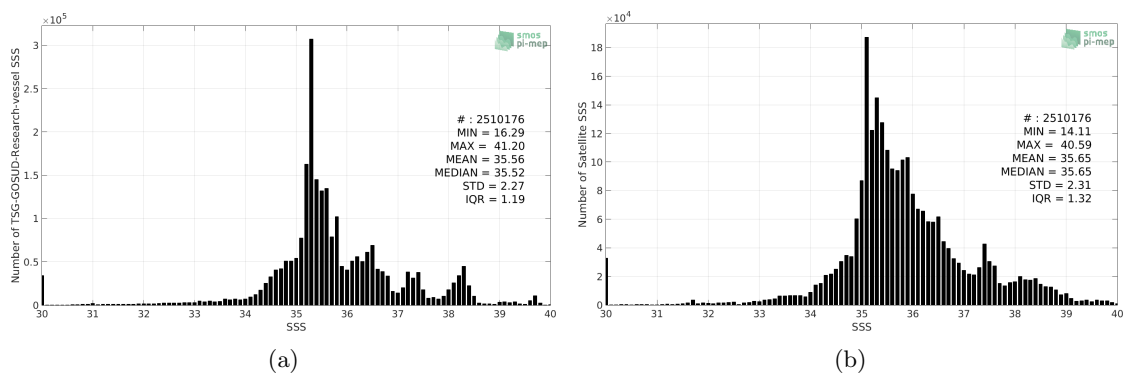 ×10⁵
Number of TSG-GOSUD-Research-vessel SSS
3
2.5
2
1.5
1
0.5
0
30 31 32 33 34 35 36 37 38 39 40
SSS
smos
pi-mep
# : 2510176
MIN = 16.29
MAX = 41.20
MEAN = 35.56
MEDIAN = 35.52
STD = 2.27
IQR = 1.19
(a)
×10⁴
Number of Satellite SSS
18
16
14
12
10
8
6
4
2
0
30 31 32 33 34 35 36 37 38 39 40
SSS
smos
pi-mep
# : 2510176
MIN = 14.11
MAX = 40.59
MEAN = 35.65
MEDIAN = 35.65
STD = 2.31
IQR = 1.32
(b)